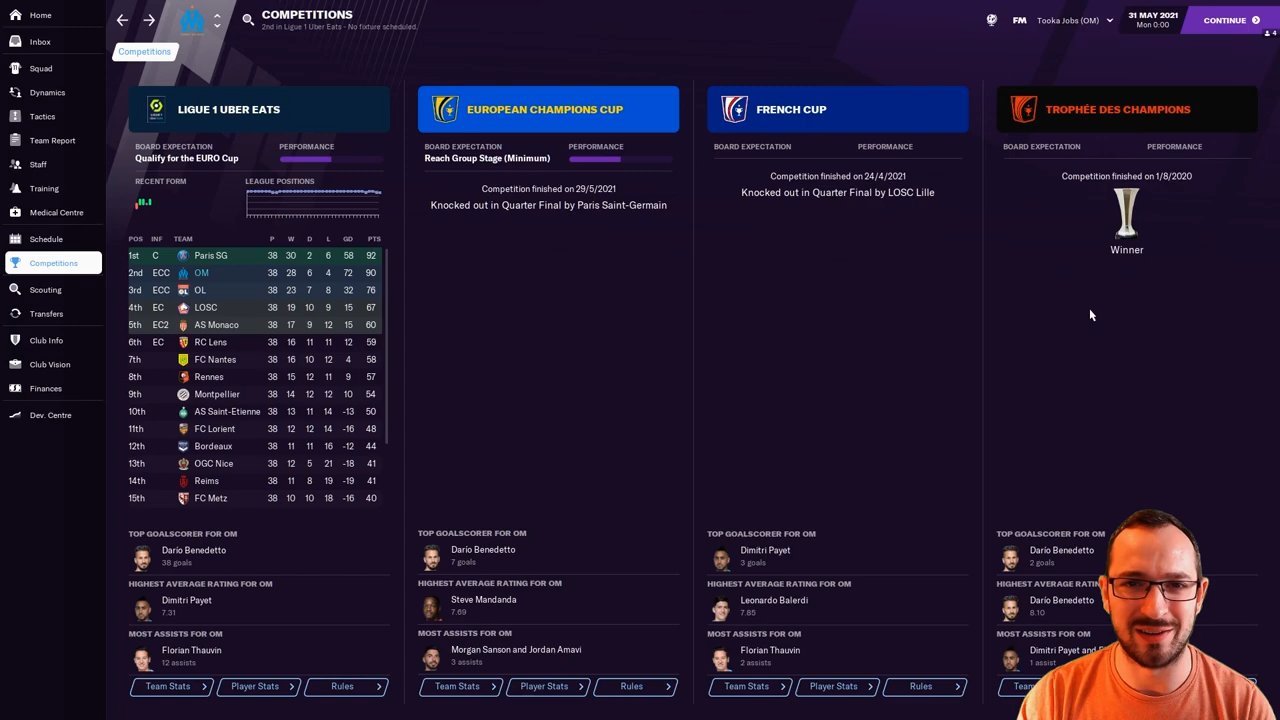 Home
Inbox
Squad
Dynamics
Tactics
Team Report
Staff
Training
Medical Centre
Schedule
Competitions
Scouting
Transfers
Club Info
Club Vision
Finances
Dev. Centre
COMPETITIONS
2nd in Ligue 1 Uber Eats - No fixture scheduled.
FM
Tooka Jobs (OM)
31 MAY 2021
Mon 0:00
CONTINUE
4
Competitions
LIGUE 1 UBER EATS
BOARD EXPECTATION PERFORMANCE
Qualify for the EURO Cup
RECENT FORM LEAGUE POSITIONS
POS INF TEAM P W D L GD PTS
1st C Paris SG 38 30 2 6 58 92
2nd ECC OM 38 28 6 4 72 90
3rd ECC OL 38 23 7 8 32 76
4th EC LOSC 38 19 10 9 15 67
5th EC2 AS Monaco 38 17 9 12 15 60
6th EC RC Lens 38 16 11 11 12 59
7th FC Nantes 38 16 10 12 4 58
8th Rennes 38 15 12 11 9 57
9th Montpellier 38 14 12 12 10 54
10th AS Saint-Etienne 38 13 11 14 -13 50
11th FC Lorient 38 12 12 14 -16 48
12th Bordeaux 38 11 11 16 -12 44
13th OGC Nice 38 12 5 21 -18 41
14th Reims 38 11 8 19 -19 41
15th FC Metz 38 10 10 18 -16 40
TOP GOALSCORER FOR OM
Darío Benedetto
38 goals
HIGHEST AVERAGE RATING FOR OM
Dimitri Payet
7.31
MOST ASSISTS FOR OM
Florian Thauvin
12 assists
Team Stats Player Stats Rules
EUROPEAN CHAMPIONS CUP
BOARD EXPECTATION PERFORMANCE
Reach Group Stage (Minimum)
Competition finished on 29/5/2021
Knocked out in Quarter Final by Paris Saint-Germain
TOP GOALSCORER FOR OM
Darío Benedetto
7 goals
HIGHEST AVERAGE RATING FOR OM
Steve Mandanda
7.69
MOST ASSISTS FOR OM
Morgan Sanson and Jordan Amavi
3 assists
Team Stats Player Stats Rules
FRENCH CUP
BOARD EXPECTATION PERFORMANCE
Competition finished on 24/4/2021
Knocked out in Quarter Final by LOSC Lille
TOP GOALSCORER FOR OM
Dimitri Payet
3 goals
HIGHEST AVERAGE RATING FOR OM
Leonardo Balerdi
7.85
MOST ASSISTS FOR OM
Florian Thauvin
2 assists
Team Stats Player Stats Rules
TROPHÉE DES CHAMPIONS
BOARD EXPECTATION PERFORMANCE
Competition finished on 1/8/2020
Winner
TOP GOALSCORER FOR OM
Darío Benedetto
2 goals
HIGHEST AVERAGE
Darío Benedetto
8.10
MOST ASSISTS FOR OM
Dimitri Payet and
1 assist